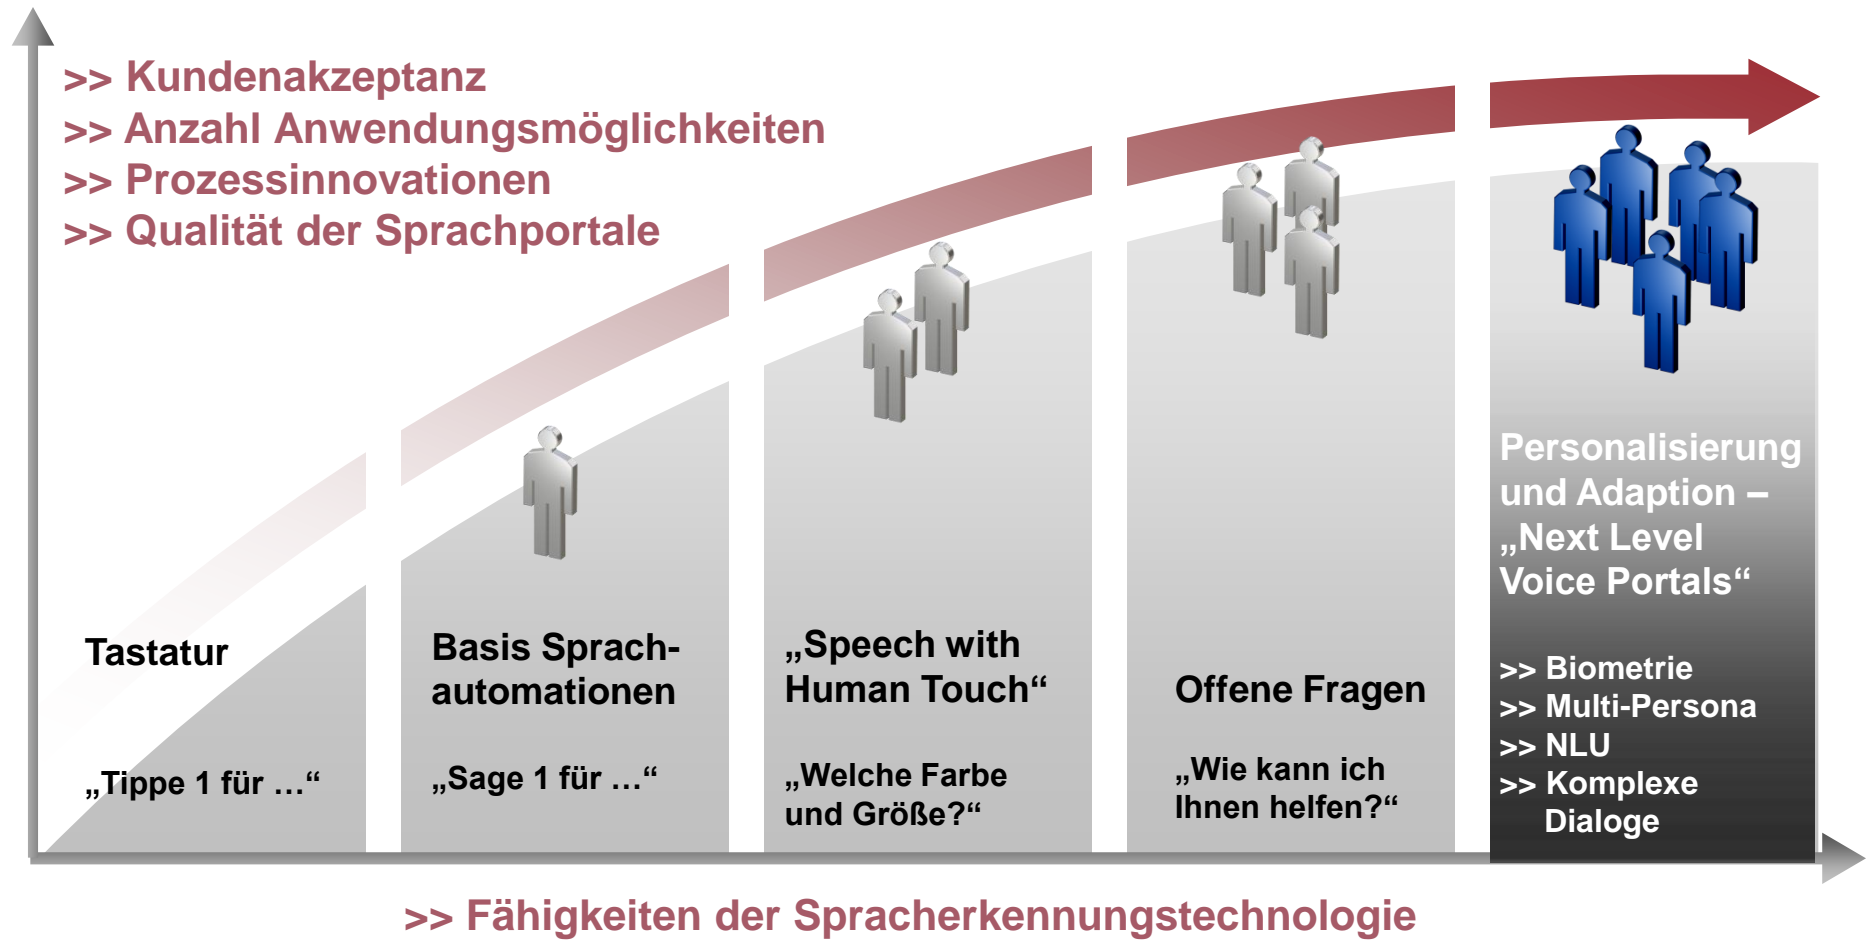 >> Kundenakzeptanz
>> Anzahl Anwendungsmöglichkeiten
>> Prozessinnovationen
>> Qualität der Sprachportale
Tastatur
„Tippe 1 für …“
Basis Sprach-
automationen
„Sage 1 für …“
„Speech with
Human Touch“
„Welche Farbe
und Größe?“
Offene Fragen
„Wie kann ich
Ihnen helfen?“
Personalisierung
und Adaption –
„Next Level
Voice Portals“
>> Biometrie
>> Multi-Persona
>> NLU
>> Komplexe
Dialoge
>> Fähigkeiten der Spracherkennungstechnologie